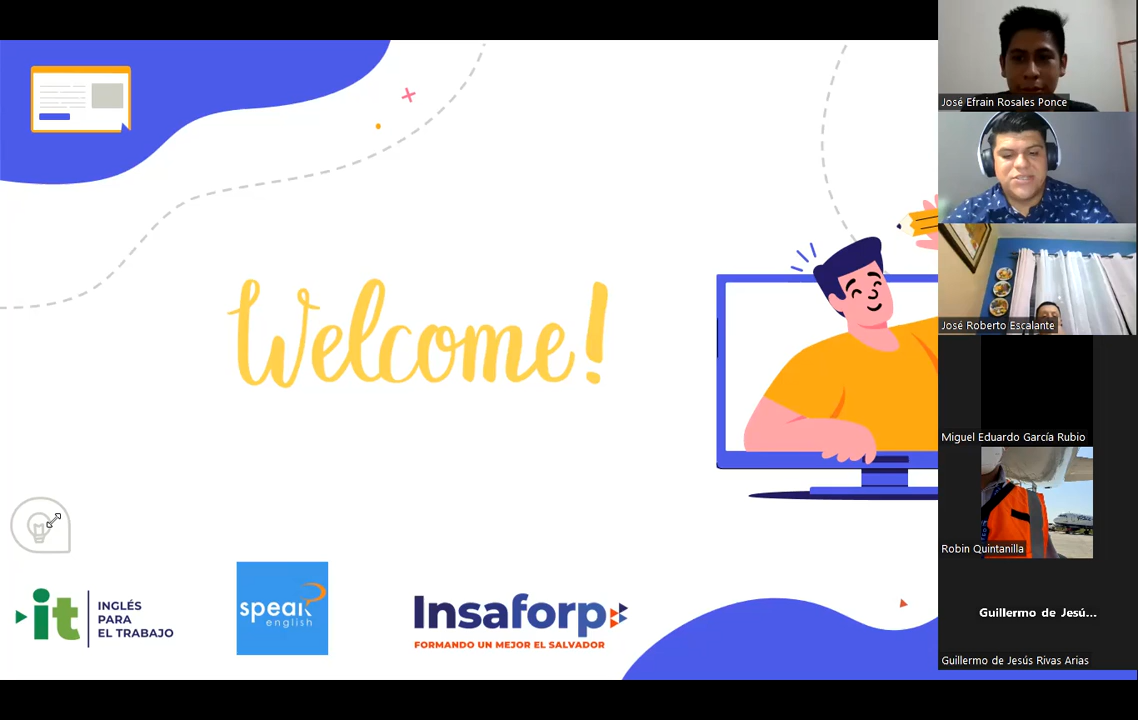 Welcome!
it
INGLÉS
PARA
EL TRABAJO
speak
english
Insaforp
FORMANDO UN MEJOR EL SALVADOR
José Efrain Rosales Ponce
José Roberto Escalante
Miguel Eduardo García Rubio
Robin Quintanilla
Guillermo de Jesú...
Guillermo de Jesús Rivas Arias